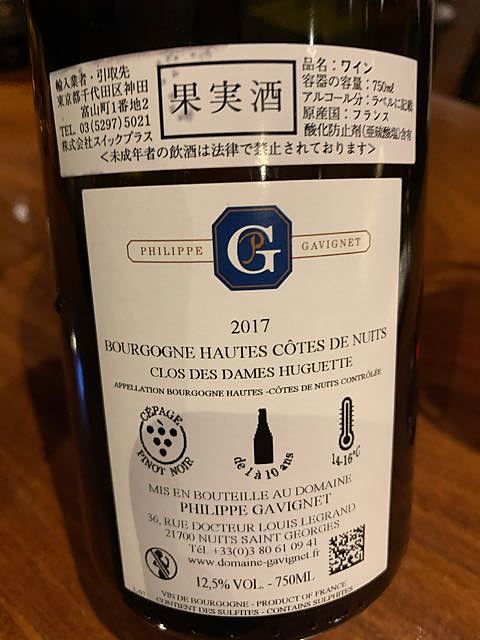 輸入業者・引取先
東京都千代田区神田
富山町1番地2
TEL 03(5297)5021
株式会社スイックプラス
果実酒
品名：ワイン
容器の容量：750ml
アルコール分：ラベルに記載
原産国：フランス
酸化防止剤(亜硫酸塩)含有
<未成年者の飲酒は法律で禁止されております>
PHILIPPE PG GAVIGNET
2017
BOURGOGNE HAUTES CÔTES DE NUITS
CLOS DES DAMES HUGUETTE
APPELLATION BOURGOGNE HAUTES -CÔTES DE NUITS CONTRÔLÉE
CÉPAGE
PINOT NOIR
de 1 à 10 ans
14-16°C
MIS EN BOUTEILLE AU DOMAINE
PHILIPPE GAVIGNET
36, RUE DOCTEUR LOUIS LEGRAND
21700 NUITS SAINT GEORGES
Tél. +33(0)3 80 61 09 41
www.domaine-gavignet.fr
12,5% VOL. - 750ML
VIN DE BOURGOGNE - PRODUCT OF FRANCE
CONTIENT DES SULFITES - CONTAINS SULPHITES